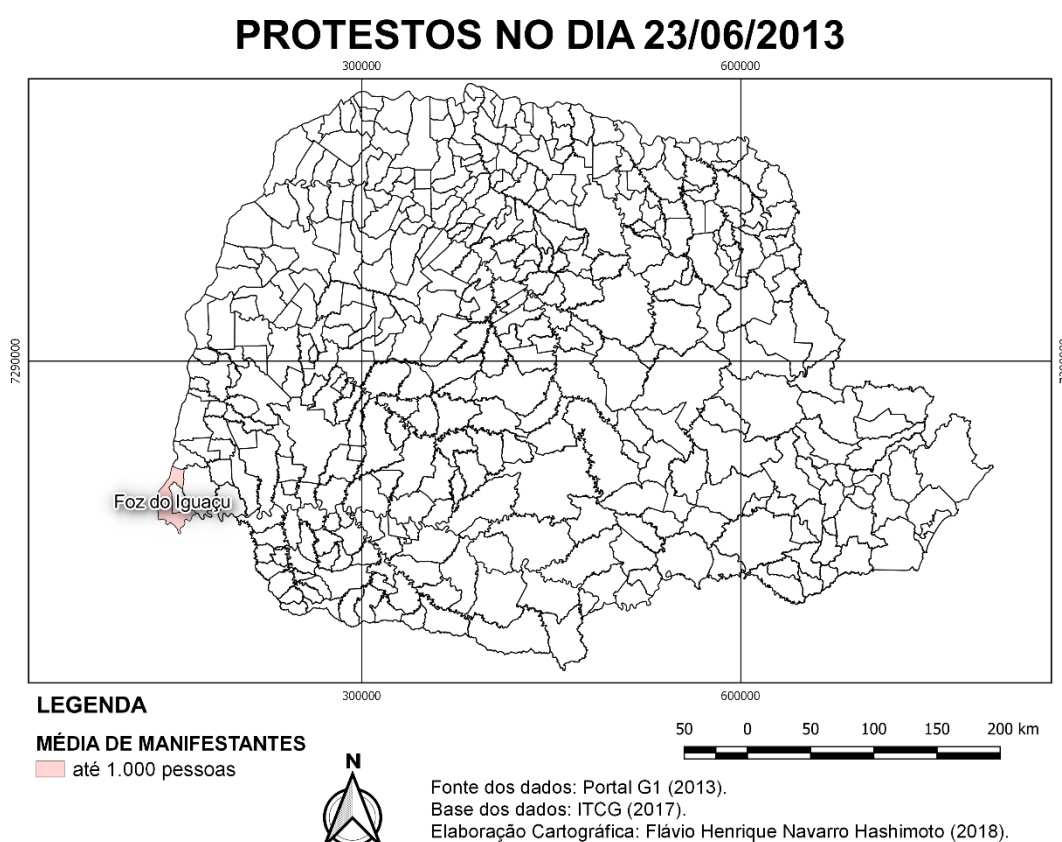 PROTESTOS NO DIA 23/06/2013
300000 600000
7290000
Foz do Iguaçu
300000 600000
LEGENDA
MÉDIA DE MANIFESTANTES
até 1.000 pessoas
N
50 0 50 100 150 200 km
Fonte dos dados: Portal G1 (2013).
Base dos dados: ITCG (2017).
Elaboração Cartográfica: Flávio Henrique Navarro Hashimoto (2018).